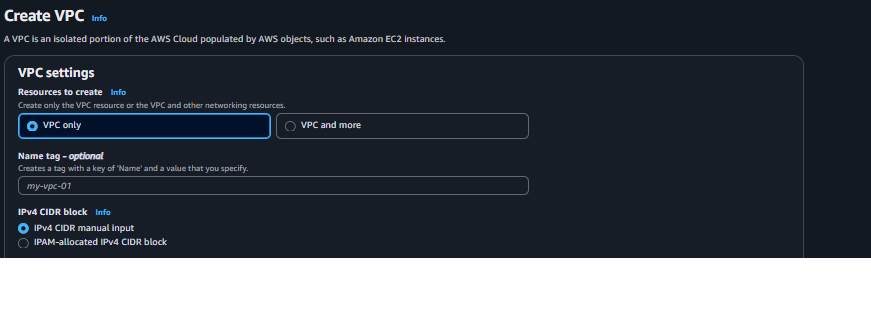 Create VPC Info
A VPC is an isolated portion of the AWS Cloud populated by AWS objects, such as Amazon EC2 instances.
VPC settings
Resources to create Info
Create only the VPC resource or the VPC and other networking resources.
VPC only
VPC and more
Name tag – optional
Creates a tag with a key of 'Name' and a value that you specify.
my-vpc-01
IPv4 CIDR block Info
IPv4 CIDR manual input
IPAM-allocated IPv4 CIDR block